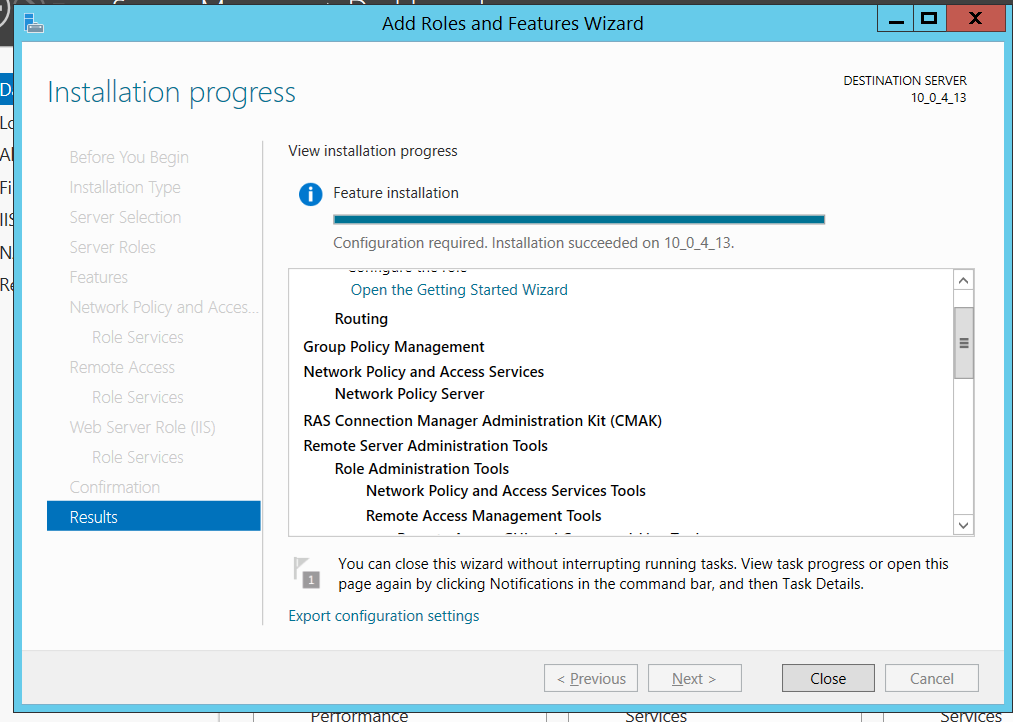 Add Roles and Features Wizard
Installation progress
DESTINATION SERVER
10_0_4_13
Before You Begin
Installation Type
Server Selection
Server Roles
Features
Network Policy and Acces...
Role Services
Remote Access
Role Services
Web Server Role (IIS)
Role Services
Confirmation
Results
View installation progress
Feature installation
Configuration required. Installation succeeded on 10_0_4_13.
Configure the role
Open the Getting Started Wizard
Routing
Group Policy Management
Network Policy and Access Services
Network Policy Server
RAS Connection Manager Administration Kit (CMAK)
Remote Server Administration Tools
Role Administration Tools
Network Policy and Access Services Tools
Remote Access Management Tools
1
You can close this wizard without interrupting running tasks. View task progress or open this
page again by clicking Notifications in the command bar, and then Task Details.
Export configuration settings
< Previous
Next >
Close
Cancel
Performance
Services
Services